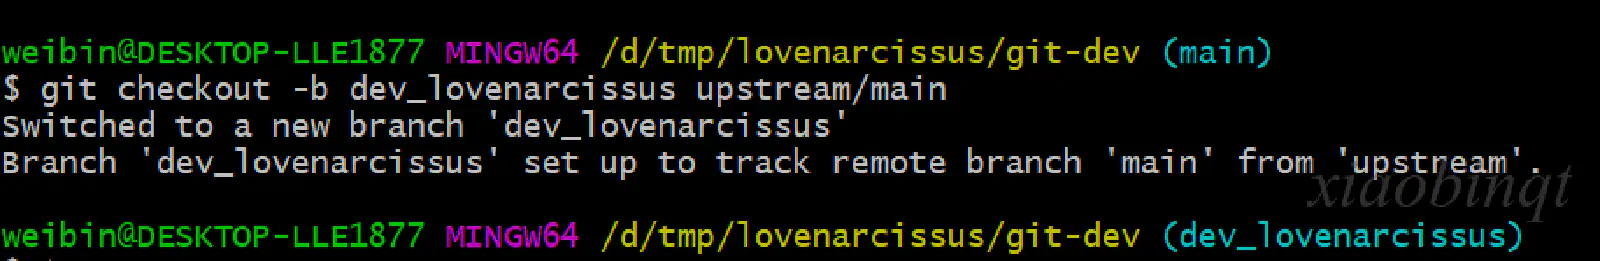 weibin@DESKTOP-LLE1877 MINGW64 /d/tmp/lovenarcissus/git-dev (main)
$ git checkout -b dev_lovenarcissus upstream/main
Switched to a new branch 'dev_lovenarcissus'
Branch 'dev_lovenarcissus' set up to track remote branch 'main' from 'upstream'.
xiaobinqt
weibin@DESKTOP-LLE1877 MINGW64 /d/tmp/lovenarcissus/git-dev (dev_lovenarcissus)